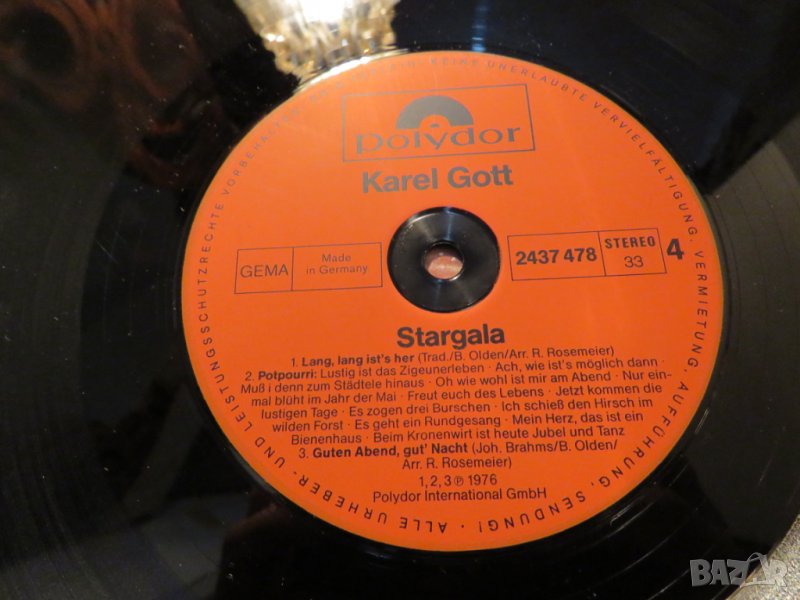 polydor
Karel Gott
GEMA
Made
in Germany
2437 478
STEREO
33
4
Stargala
1. Lang, lang ist's her (Trad./B. Olden/Arr. R. Rosemeier)
2. Potpourri: Lustig ist das Zigeunerleben · Ach, wie ist's möglich dann ·
Muß i denn zum Städtele hinaus · Oh wie wohl ist mir am Abend · Nur ein-
mal blüht im Jahr der Mai · Freut euch des Lebens · Jetzt kommen die
lustigen Tage · Es zogen drei Burschen · Ich schieß den Hirsch im
wilden Forst · Es geht ein Rundgesang · Mein Herz, das ist ein
Bienenhaus · Beim Kronenwirt ist heute Jubel und Tanz
3. Guten Abend, gut' Nacht (Joh. Brahms/B. Olden/
Arr. R. Rosemeier)
1, 2, 3 ℗ 1976
Polydor International GmbH
· ALLE URHEBER- UND LEISTUNGSSCHUTZRECHTE VORBEHALTEN. KEINE UNERLAUBTE VERVIELFÄLTIGUNG, VERMIETUNG, AUFFÜHRUNG, SENDUNG!
BAZAR